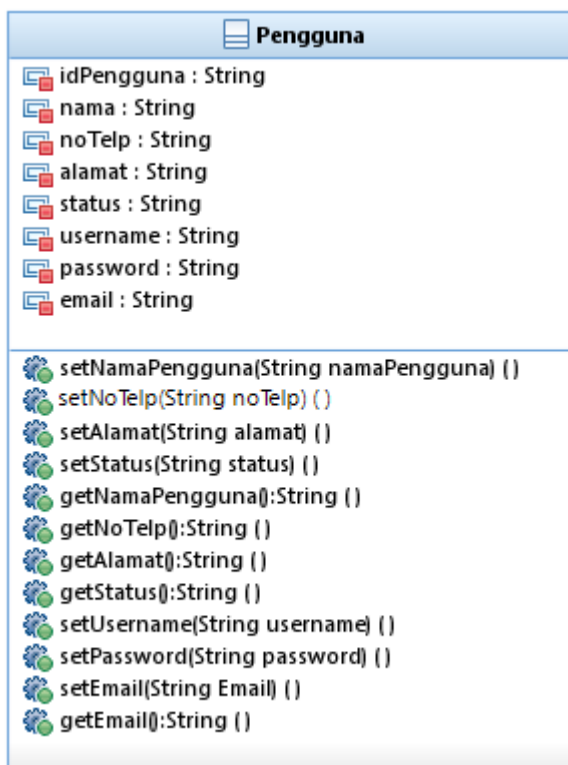 Pengguna
idPengguna : String
nama : String
noTelp : String
alamat : String
status : String
username : String
password : String
email : String
setNamaPengguna(String namaPengguna) ()
setNoTelp(String noTelp) ()
setAlamat(String alamat) ()
setStatus(String status) ()
getNamaPengguna():String ()
getNoTelp():String ()
getAlamat():String ()
getStatus():String ()
setUsername(String username) ()
setPassword(String password) ()
setEmail(String Email) ()
getEmail():String ()